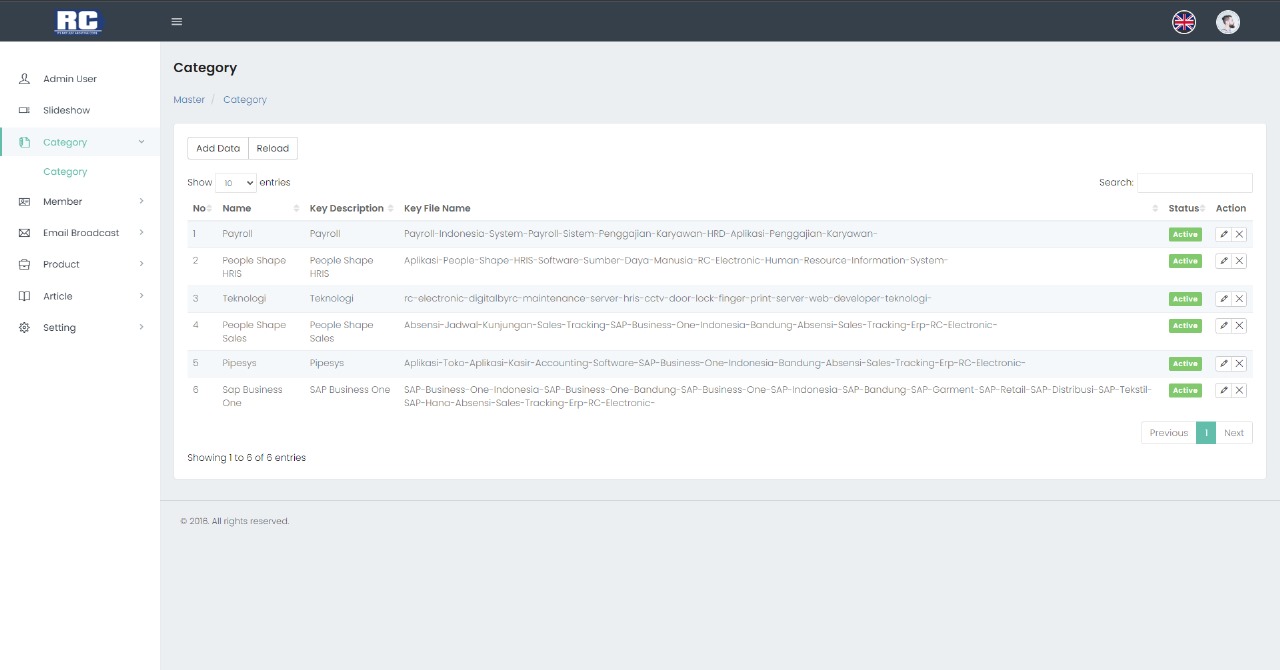 RC
Category
Master / Category
Admin User
Slideshow
Category
Category
Member
Email Broadcast
Product
Article
Setting
Add Data Reload
Show 10 entries Search:
No Name Key Description Key File Name Status Action
1 Payroll Payroll Payroll-Indonesia-System-Payroll-Sistem-Penggajian-Karyawan-HRD-Aplikasi-Penggajian-Karyawan- Active
2 People Shape People Shape Aplikasi-People-Shape-HRIS-Software-Sumber-Daya-Manusia-RC-Electronic-Human-Resource-Information-System- Active
HRIS HRIS
3 Teknologi Teknologi rc-electronic-digitalbyrc-maintenance-server-hris-cctv-door-lock-finger-print-server-web-developer-teknologi- Active
4 People Shape People Shape Absensi-Jadwal-Kunjungan-Sales-Tracking-SAP-Business-One-Indonesia-Bandung-Absensi-Sales-Tracking-Erp-RC-Electronic- Active
Sales Sales
5 Pipesys Pipesys Aplikasi-Toko-Aplikasi-Kasir-Accounting-Software-SAP-Business-One-Indonesia-Bandung-Absensi-Sales-Tracking-Erp-RC-Electronic- Active
6 Sap Business SAP Business One SAP-Business-One-Indonesia-SAP-Business-One-Bandung-SAP-Business-One-SAP-Indonesia-SAP-Bandung-SAP-Garment-SAP-Retail-SAP-Distribusi-SAP-Tekstil- Active
One SAP-Hana-Absensi-Sales-Tracking-Erp-RC-Electronic-
Previous 1 Next
Showing 1 to 6 of 6 entries
© 2016. All rights reserved.